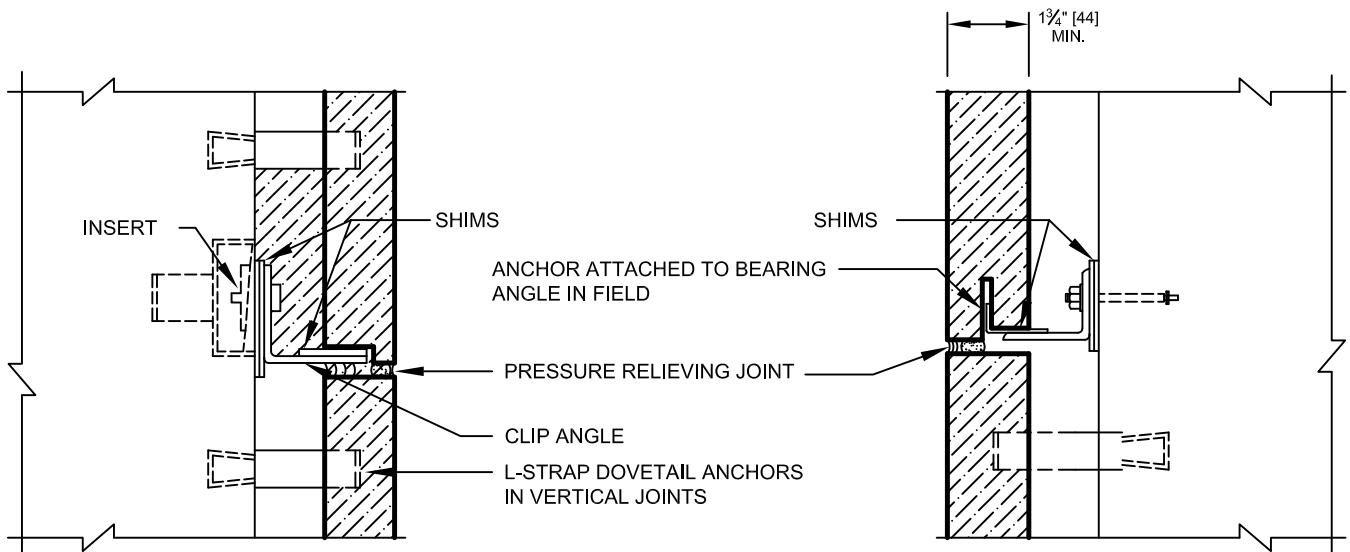 1¾" [44]
MIN.
INSERT
SHIMS
SHIMS
ANCHOR ATTACHED TO BEARING
ANGLE IN FIELD
PRESSURE RELIEVING JOINT
CLIP ANGLE
L-STRAP DOVETAIL ANCHORS
IN VERTICAL JOINTS